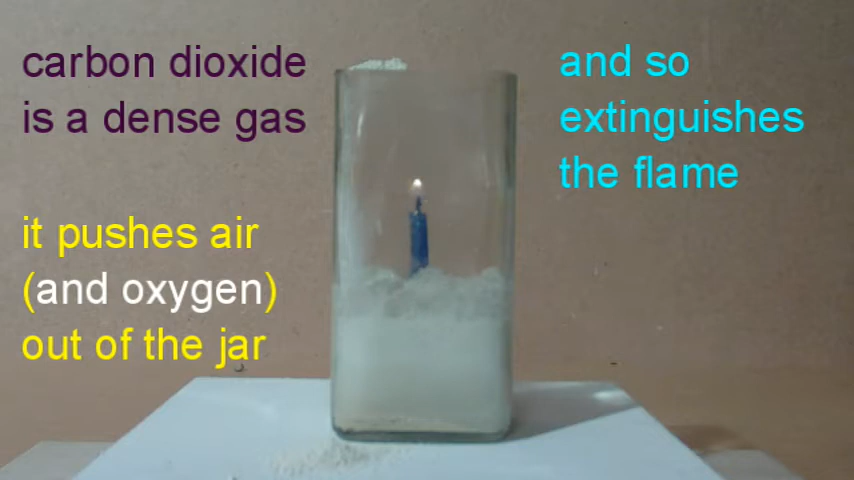 carbon dioxide
is a dense gas
it pushes air
(and oxygen)
out of the jar
and so
extinguishes
the flame